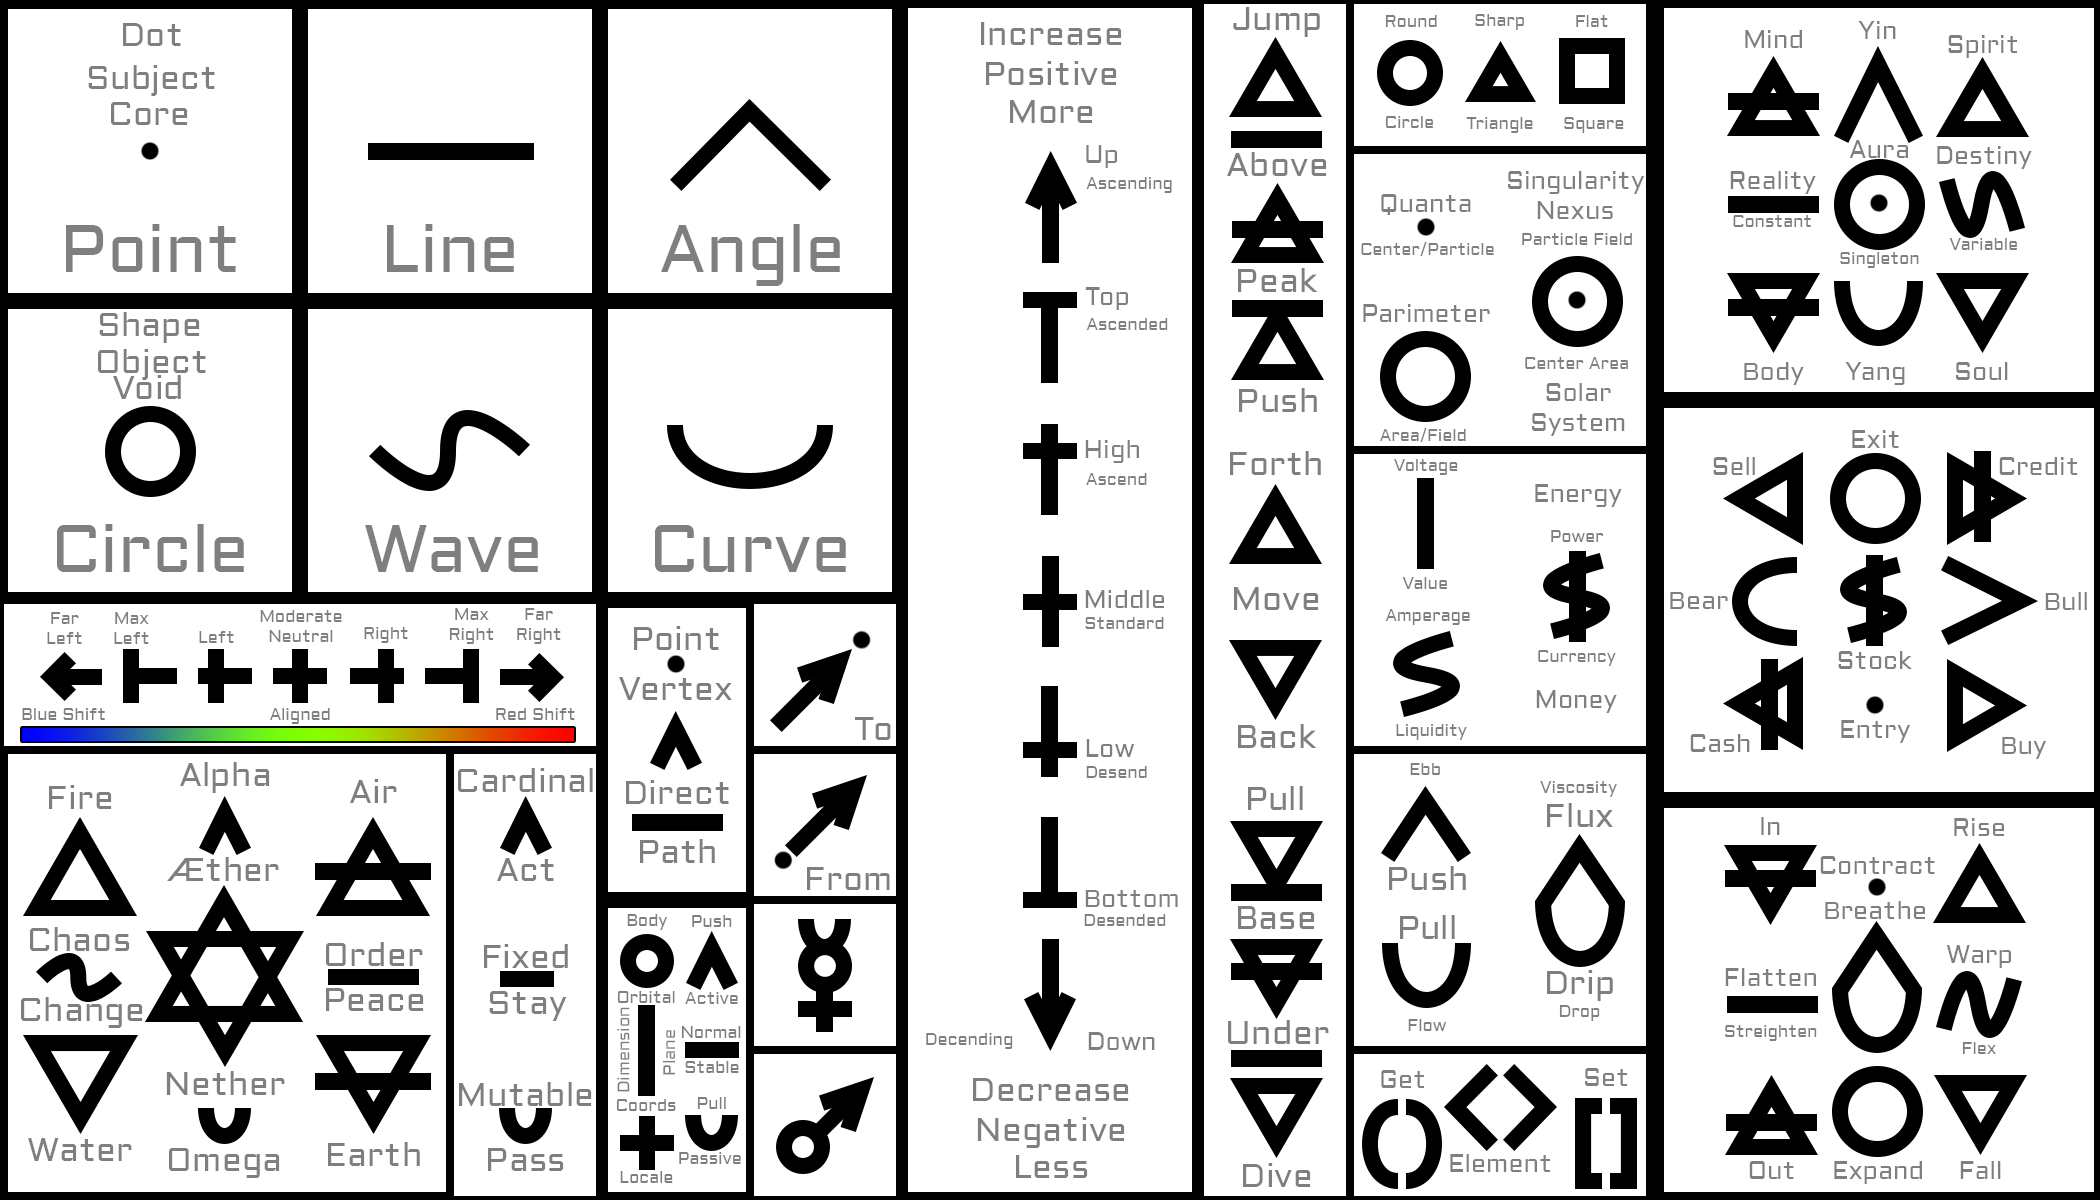 Dot
Subject
Core
Point
Line
Angle
Shape
Object
Void
Circle
Wave
Curve
Far Left
Max Left
Left
Moderate
Neutral
Right
Max Right
Far Right
Blue Shift
Aligned
Red Shift
Fire
Alpha
Air
Æther
Chaos
Change
Order
Peace
Water
Nether
Omega
Earth
Cardinal
Act
Fixed
Stay
Mutable
Pass
Point
Vertex
Direct
Path
To
From
Body
Push
Orbital
Active
Dimension
Plane
Normal
Stable
Coords
Pull
Passive
Locale
Increase
Positive
More
Up
Ascending
Top
Ascended
High
Ascend
Middle
Standard
Low
Desend
Bottom
Desended
Decending
Down
Decrease
Negative
Less
Jump
Above
Peak
Push
Forth
Move
Back
Pull
Base
Under
Dive
Round
Sharp
Flat
Circle
Triangle
Square
Quanta
Center/Particle
Singularity
Nexus
Particle Field
Parimeter
Area/Field
Center Area
Solar
System
Voltage
Value
Amperage
Liquidity
Energy
Power
Currency
Money
Ebb
Push
Pull
Flow
Viscosity
Flux
Drip
Drop
Get
Element
Set
Mind
Yin
Spirit
Aura
Destiny
Reality
Constant
Singleton
Variable
Body
Yang
Soul
Sell
Exit
Credit
Bear
Bull
Stock
Cash
Entry
Buy
In
Rise
Contract
Breathe
Flatten
Streighten
Warp
Flex
Out
Expand
Fall